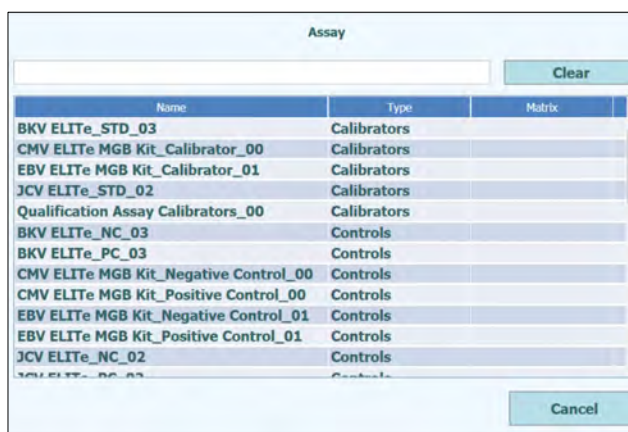 Assay
Clear
Name Type Matrix
BKV ELITe_STD_03 Calibrators
CMV ELITe MGB Kit_Calibrator_00 Calibrators
EBV ELITe MGB Kit_Calibrator_01 Calibrators
JCV ELITe_STD_02 Calibrators
Qualification Assay Calibrators_00 Calibrators
BKV ELITe_NC_03 Controls
BKV ELITe_PC_03 Controls
CMV ELITe MGB Kit_Negative Control_00 Controls
CMV ELITe MGB Kit_Positive Control_00 Controls
EBV ELITe MGB Kit_Negative Control_01 Controls
EBV ELITe MGB Kit_Positive Control_01 Controls
JCV ELITe_NC_02 Controls
Cancel